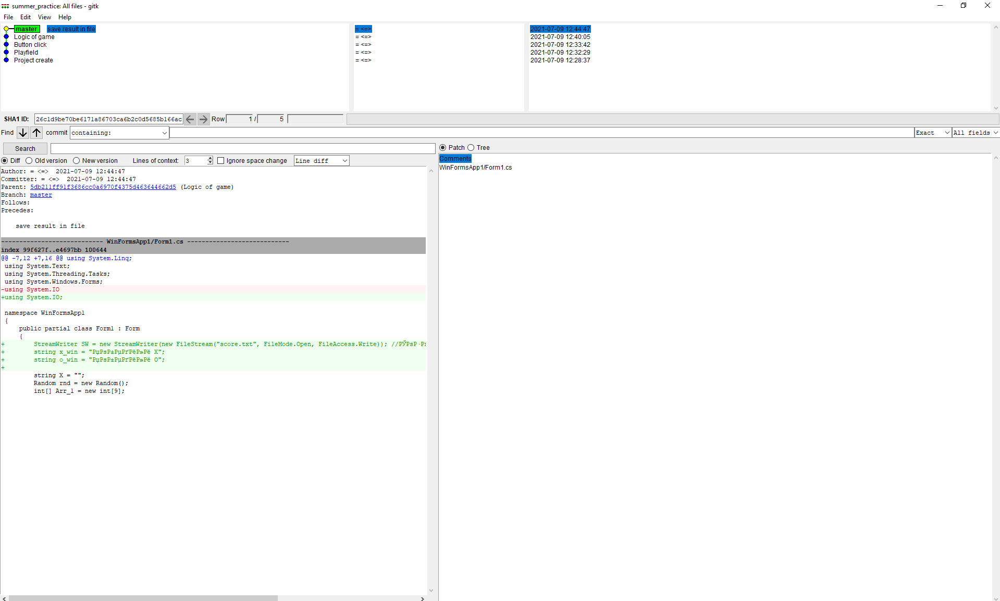 summer_practice: All files - gitk
File Edit View Help
master save result in file = <=> 2021-07-09 12:44:47
Logic of game = <=> 2021-07-09 12:40:05
Button click = <=> 2021-07-09 12:33:42
Playfield = <=> 2021-07-09 12:32:29
Project create = <=> 2021-07-09 12:28:37
SHA1 ID: 26c1d9be70be6171a86703ca6b2c0d5685b166ac Row 1 / 5
Find commit containing: Exact All fields
Search Patch Tree
Diff Old version New version Lines of context: 3 Ignore space change Line diff
Comments
WinFormsApp1/Form1.cs
Author: = <=> 2021-07-09 12:44:47
Committer: = <=> 2021-07-09 12:44:47
Parent: 5db211ff91f3686cc0a6970f4375d463644662d5 (Logic of game)
Branch: master
Follows:
Precedes:
save result in file
---------------------------- WinFormsApp1/Form1.cs ----------------------------
index 99f627f..e4697bb 100644
@@ -7,12 +7,16 @@ using System.Linq;
using System.Text;
using System.Threading.Tasks;
using System.Windows.Forms;
-using System.IO
+using System.IO;
namespace WinFormsApp1
{
public partial class Form1 : Form
{
+ StreamWriter SW = new StreamWriter(new FileStream("score.txt", FileMode.Open, FileAccess.Write)); //
+ string x_win = "РџРѕР±РµРґРёР»Рё X";
+ string o_win = "РџРѕР±РµРґРёР»Рё O";
+
string X = "";
Random rnd = new Random();
int[] Arr_1 = new int[9];